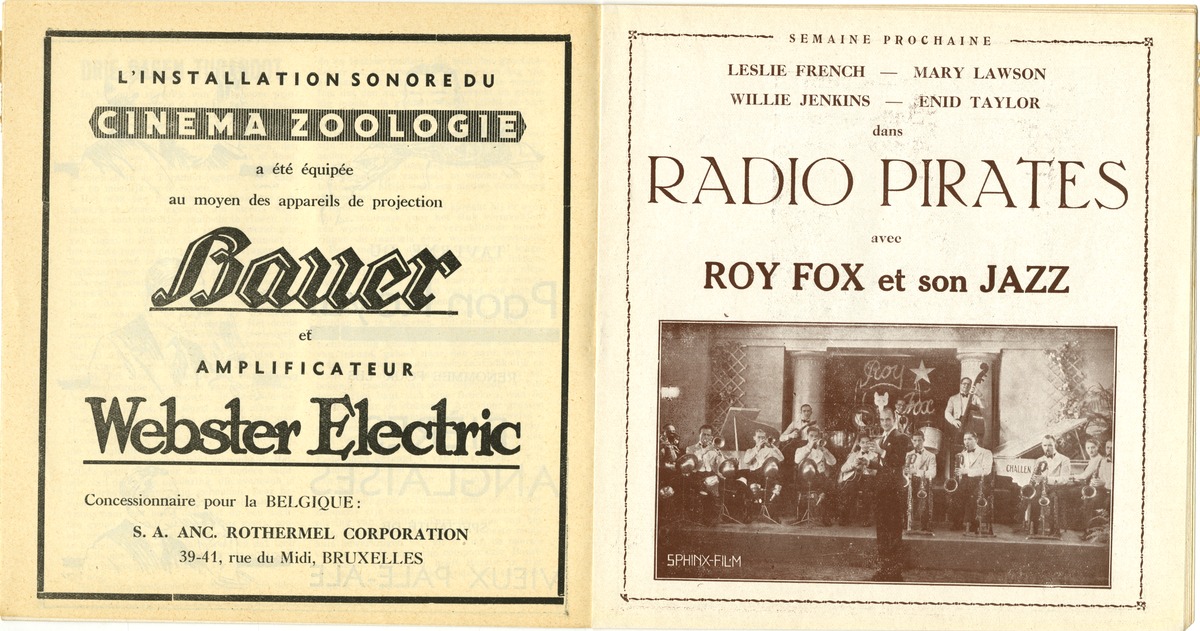 L'INSTALLATION SONORE DU
CINEMA ZOOLOGIE
a été équipée
au moyen des appareils de projection
Bauer
et
AMPLIFICATEUR
Webster Electric
Concessionnaire pour la BELGIQUE :
S. A. ANC. ROTHERMEL CORPORATION
39-41, rue du Midi, BRUXELLES
SEMAINE PROCHAINE
LESLIE FRENCH — MARY LAWSON
WILLIE JENKINS — ENID TAYLOR
dans
RADIO PIRATES
avec
ROY FOX et son JAZZ
Roy
Fox
CHALLEN
SPHINX-FILM